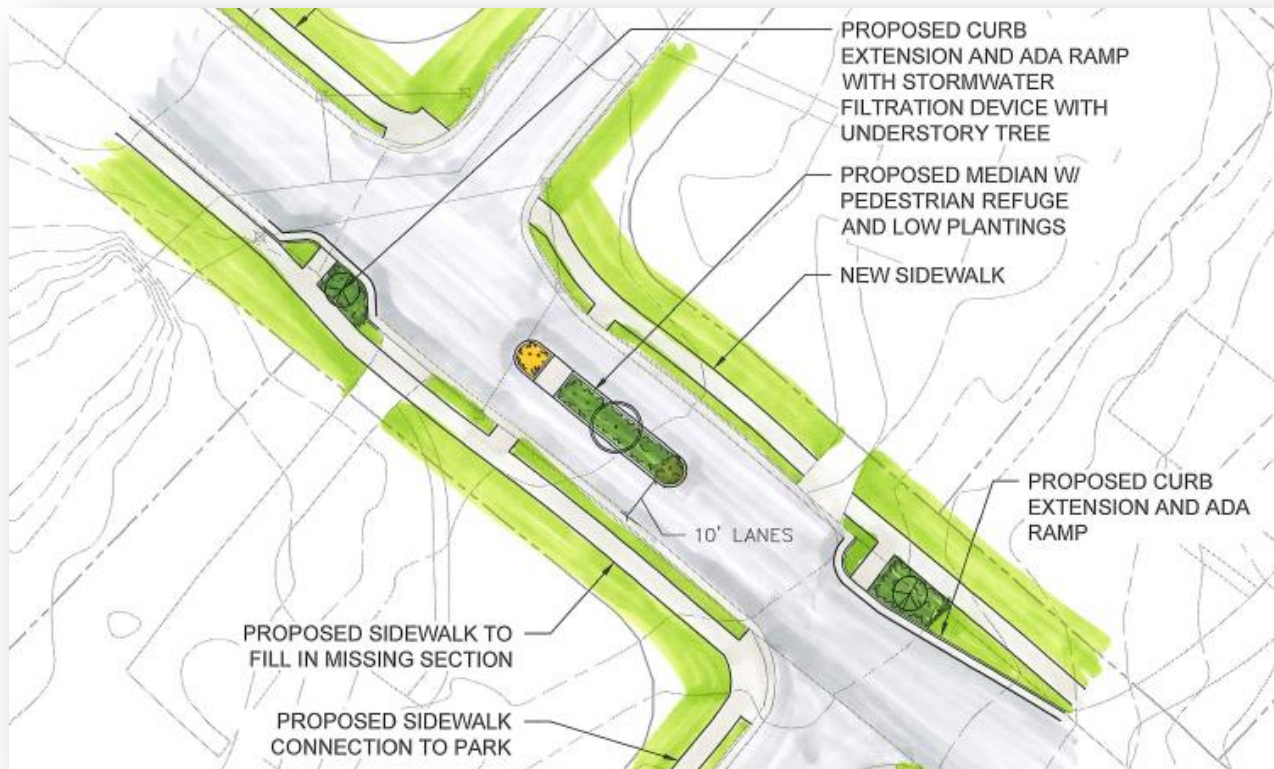 PROPOSED CURB
EXTENSION AND ADA RAMP
WITH STORMWATER
FILTRATION DEVICE WITH
UNDERSTORY TREE
PROPOSED MEDIAN W/
PEDESTRIAN REFUGE
AND LOW PLANTINGS
NEW SIDEWALK
PROPOSED CURB
EXTENSION AND ADA
RAMP
10' LANES
PROPOSED SIDEWALK TO
FILL IN MISSING SECTION
PROPOSED SIDEWALK
CONNECTION TO PARK